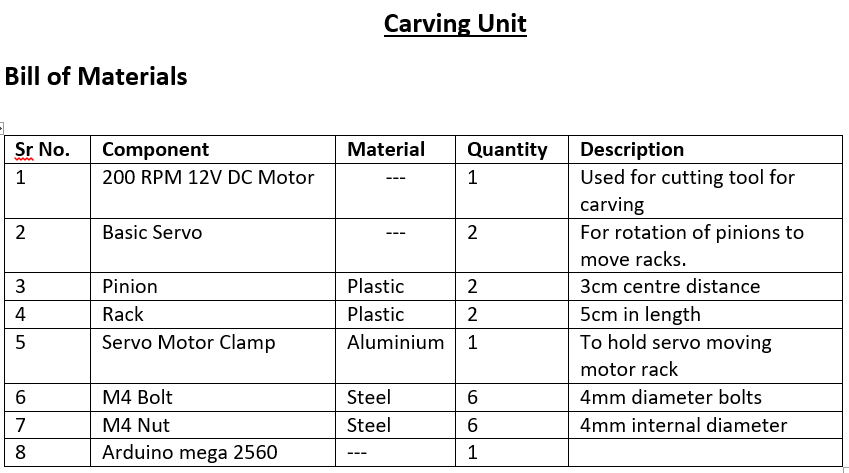 Carving Unit
Bill of Materials
Sr No. Component Material Quantity Description
1 200 RPM 12V DC Motor --- 1 Used for cutting tool for
carving
2 Basic Servo --- 2 For rotation of pinions to
move racks.
3 Pinion Plastic 2 3cm centre distance
4 Rack Plastic 2 5cm in length
5 Servo Motor Clamp Aluminium 1 To hold servo moving
motor rack
6 M4 Bolt Steel 6 4mm diameter bolts
7 M4 Nut Steel 6 4mm internal diameter
8 Arduino mega 2560 --- 1